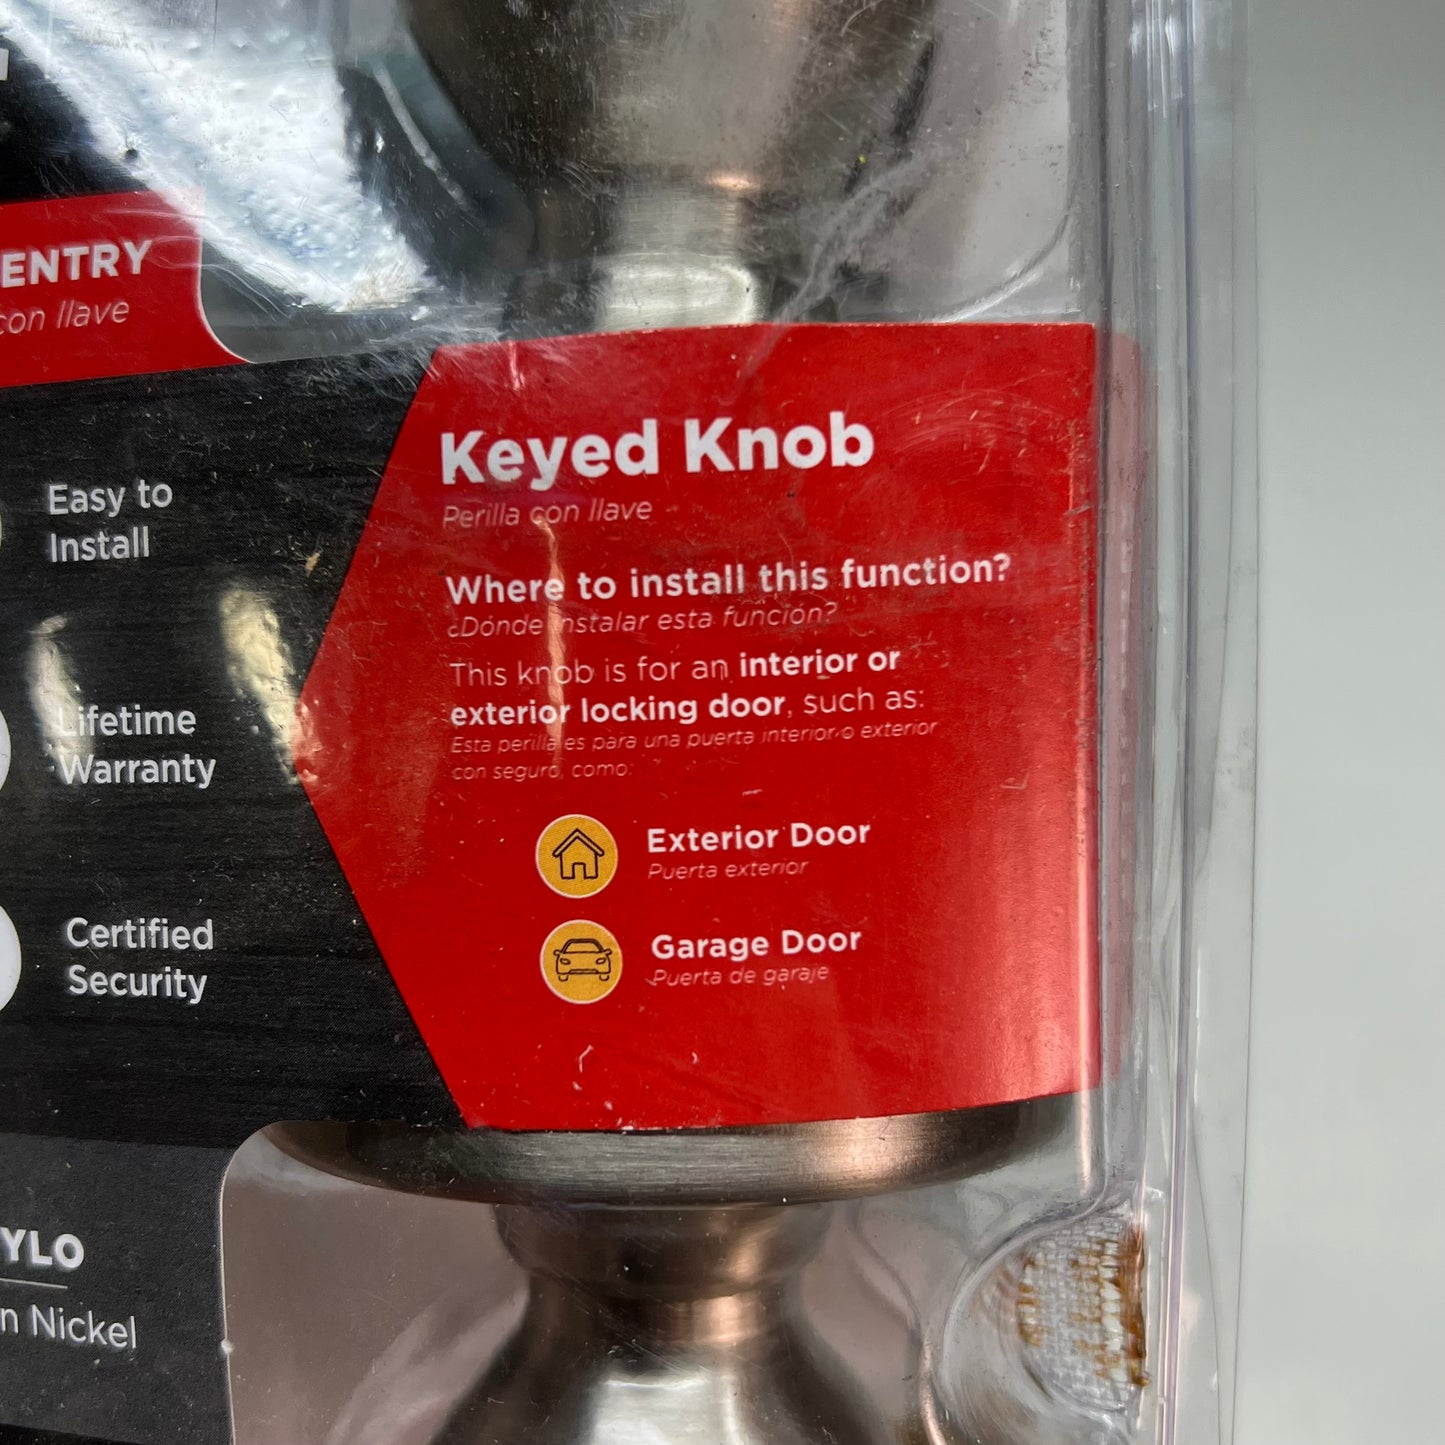 ENTRY
con llave
Easy to
Install
Lifetime
Warranty
Certified
Security
YLO
n Nickel
Keyed Knob
Perilla con llave
Where to install this function?
¿Dónde instalar esta función?
This knob is for an interior or
exterior locking door, such as:
Esta perilla es para una puerta interior o exterior
con seguro, como:
Exterior Door
Puerta exterior
Garage Door
Puerta de garaje